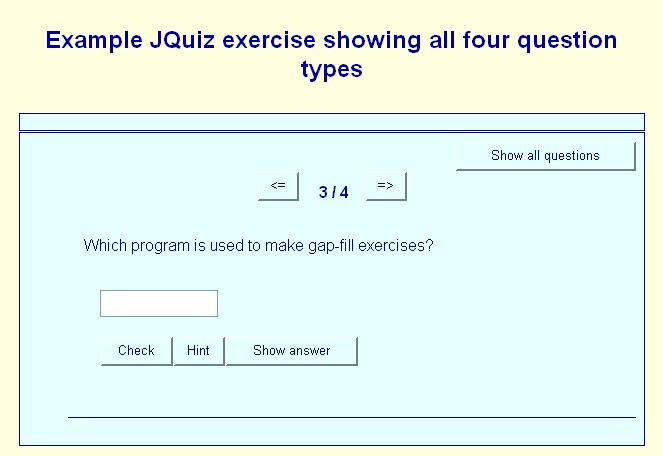 Example JQuiz exercise showing all four question
types
Show all questions
<= 3 / 4 =>
Which program is used to make gap-fill exercises?
Check Hint Show answer